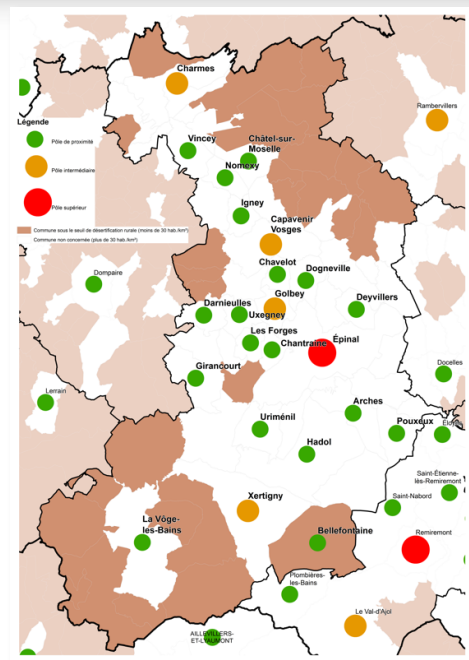 Charmes
Rambervillers
Légende
Pôle de proximité
Pôle intermédiaire
Pôle supérieur
Commune sous le seuil de désertification rurale (moins de 30 hab./km²)
Commune non concernée (plus de 30 hab./km²)
Vincey
Châtel-sur-
Moselle
Nomexy
Igney
Capavenir
Vosges
Chavelot
Dogneville
Dompaire
Golbey
Darnieulles
Uxegney
Deyvillers
Les Forges
Chantraine
Épinal
Girancourt
Docelles
Lerrain
Arches
Uriménil
Pouxeux
Éloyes
Hadol
Saint-Étienne-
lès-Remiremont
Xertigny
Saint-Nabord
La Vôge-
les-Bains
Bellefontaine
Remiremont
Plombières-
les-Bains
Le Val-d'Ajol
AILLEVILLERS-
ET-LYAUMONT